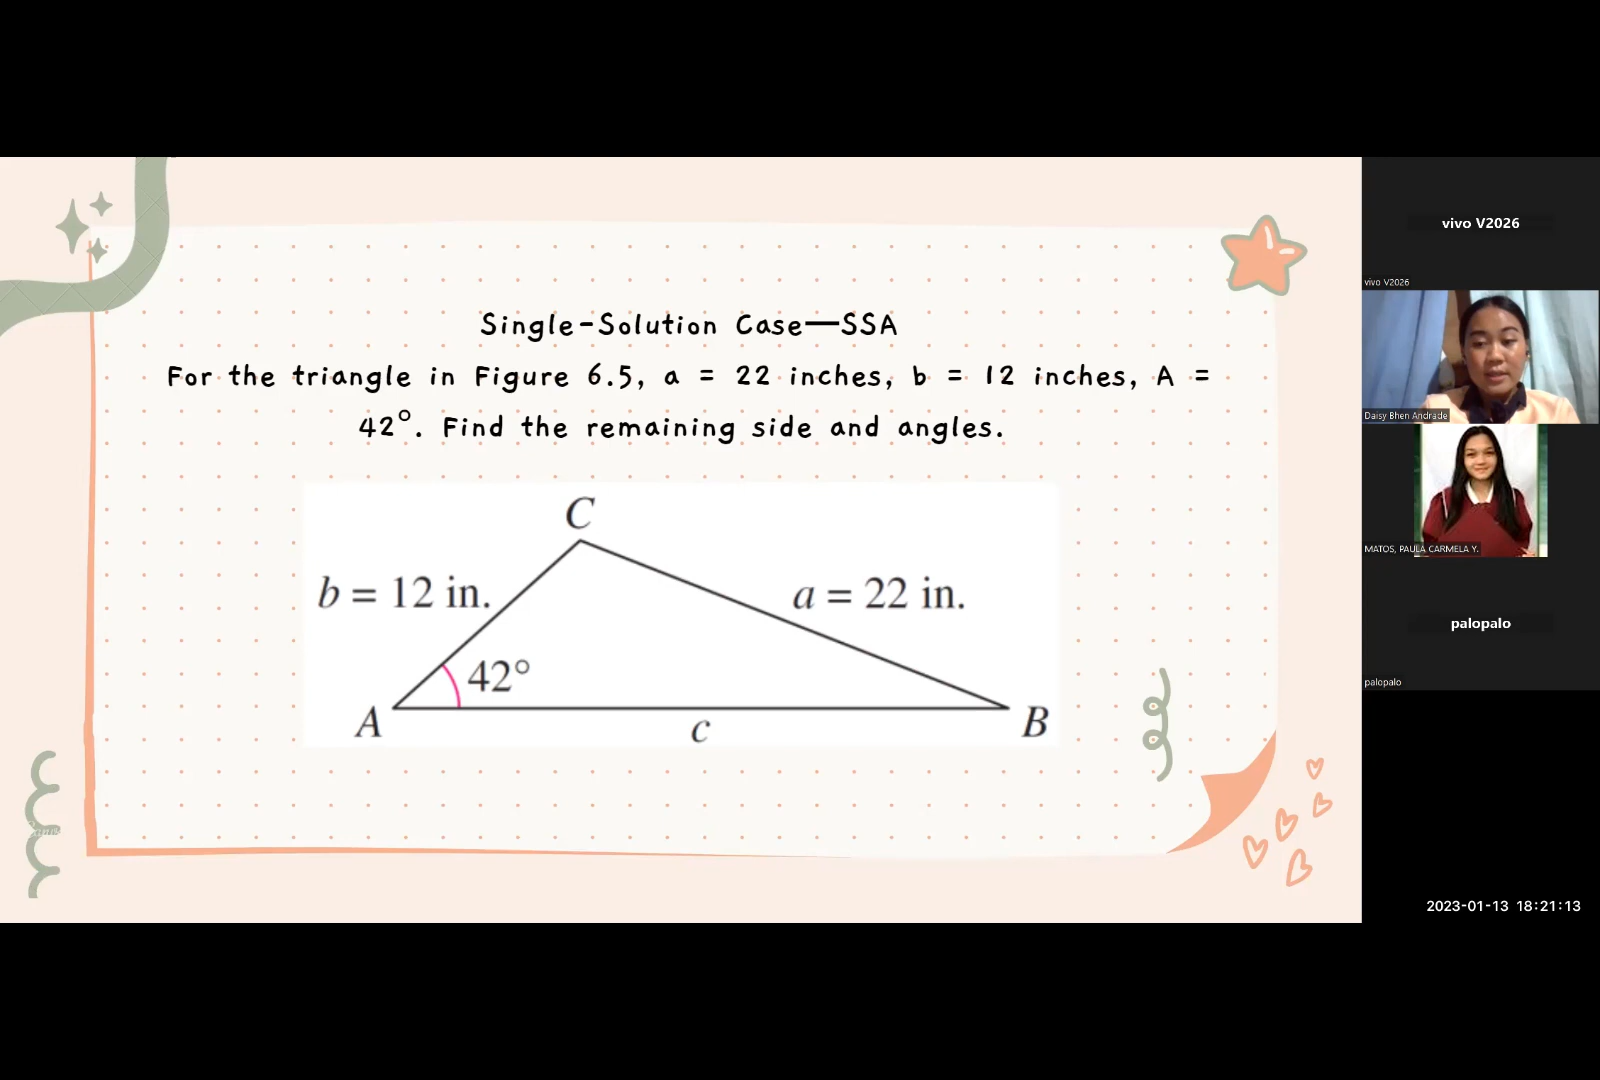 Single-Solution Case—SSA
For the triangle in Figure 6.5, a = 22 inches, b = 12 inches, A =
42°. Find the remaining side and angles.
C
b = 12 in.
a = 22 in.
42°
A
c
B
vivo V2026
vivo V2026
Daisy Bhen Andrade
MATOS, PAULA CARMELA Y.
palopalo
palopalo
2023-01-13 18:21:13